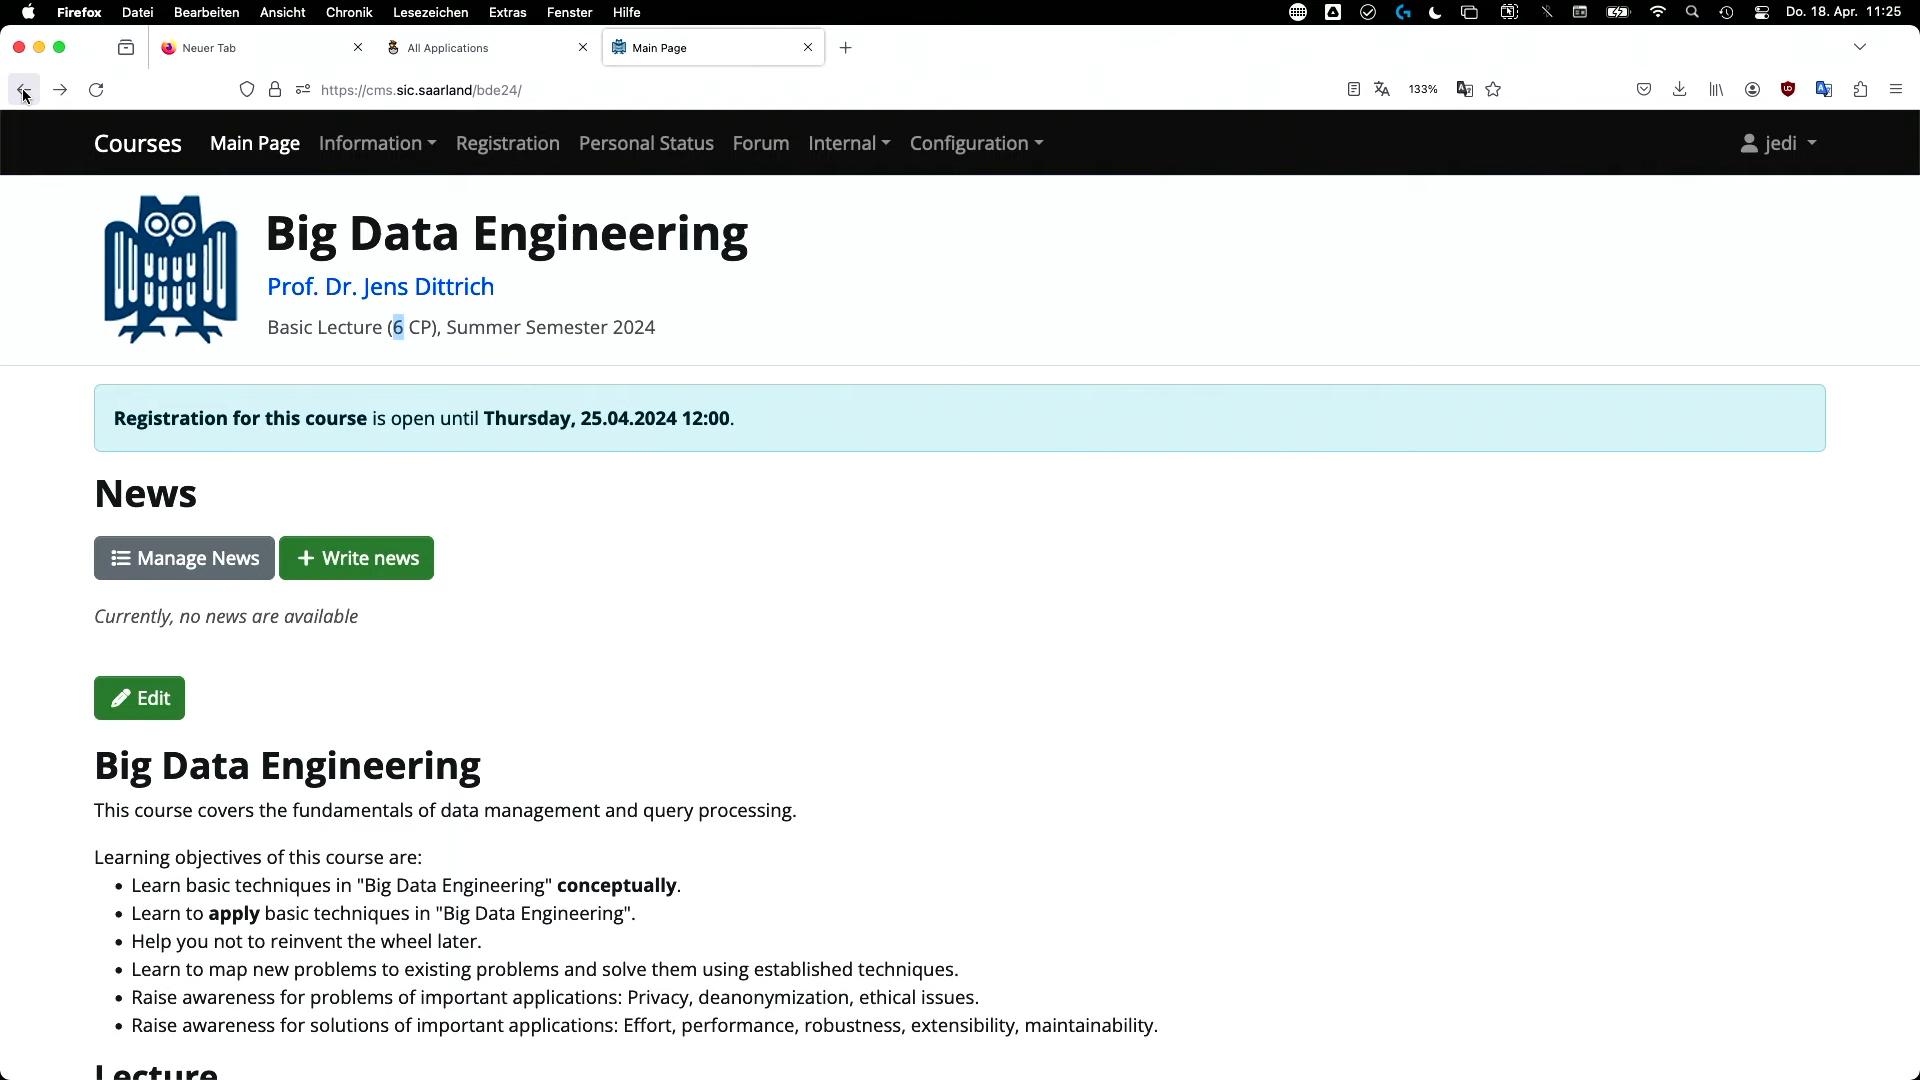 Firefox Datei Bearbeiten Ansicht Chronik Lesezeichen Extras Fenster Hilfe Do. 18. Apr. 11:25
Neuer Tab All Applications Main Page
https://cms.sic.saarland/bde24/ 133%
Courses Main Page Information Registration Personal Status Forum Internal Configuration jedi
Big Data Engineering
Prof. Dr. Jens Dittrich
Basic Lecture (6 CP), Summer Semester 2024
Registration for this course is open until Thursday, 25.04.2024 12:00.
News
Manage News + Write news
Currently, no news are available
Edit
Big Data Engineering
This course covers the fundamentals of data management and query processing.
Learning objectives of this course are:
• Learn basic techniques in "Big Data Engineering" conceptually.
• Learn to apply basic techniques in "Big Data Engineering".
• Help you not to reinvent the wheel later.
• Learn to map new problems to existing problems and solve them using established techniques.
• Raise awareness for problems of important applications: Privacy, deanonymization, ethical issues.
• Raise awareness for solutions of important applications: Effort, performance, robustness, extensibility, maintainability.
Lecture